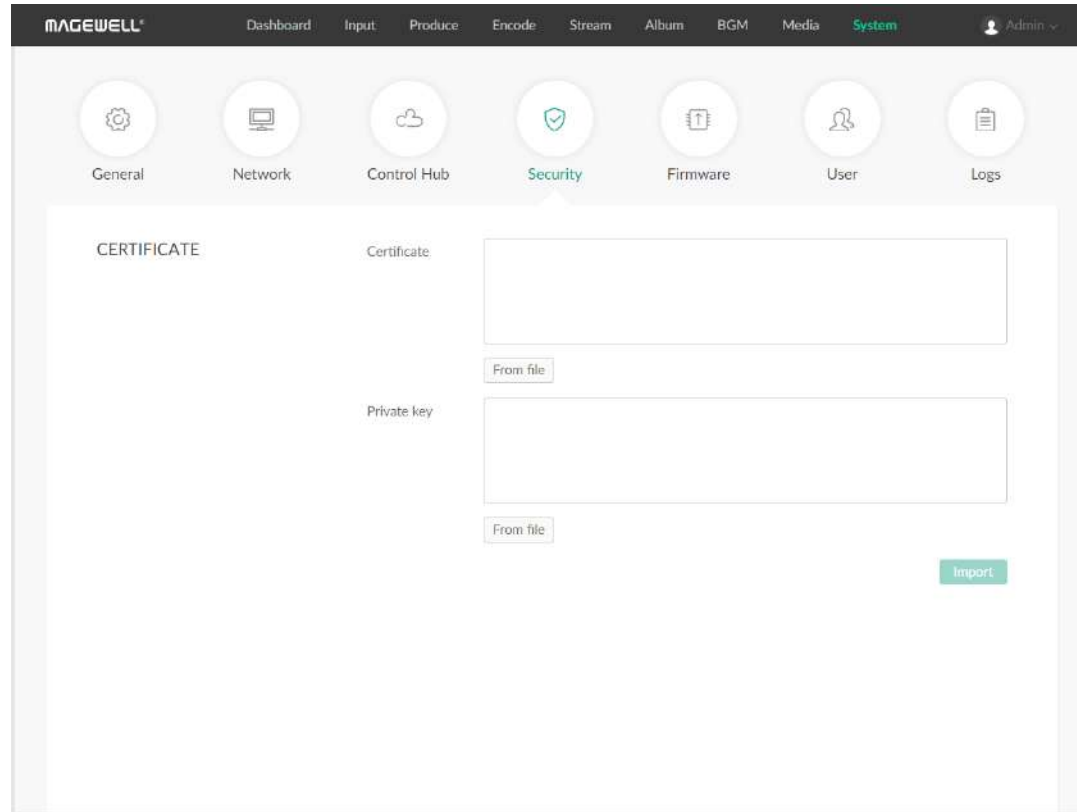 MAGEWELL® Dashboard Input Produce Encode Stream Album BGM Media System Admin
General Network Control Hub Security Firmware User Logs
CERTIFICATE Certificate
From file
Private key
From file
Import